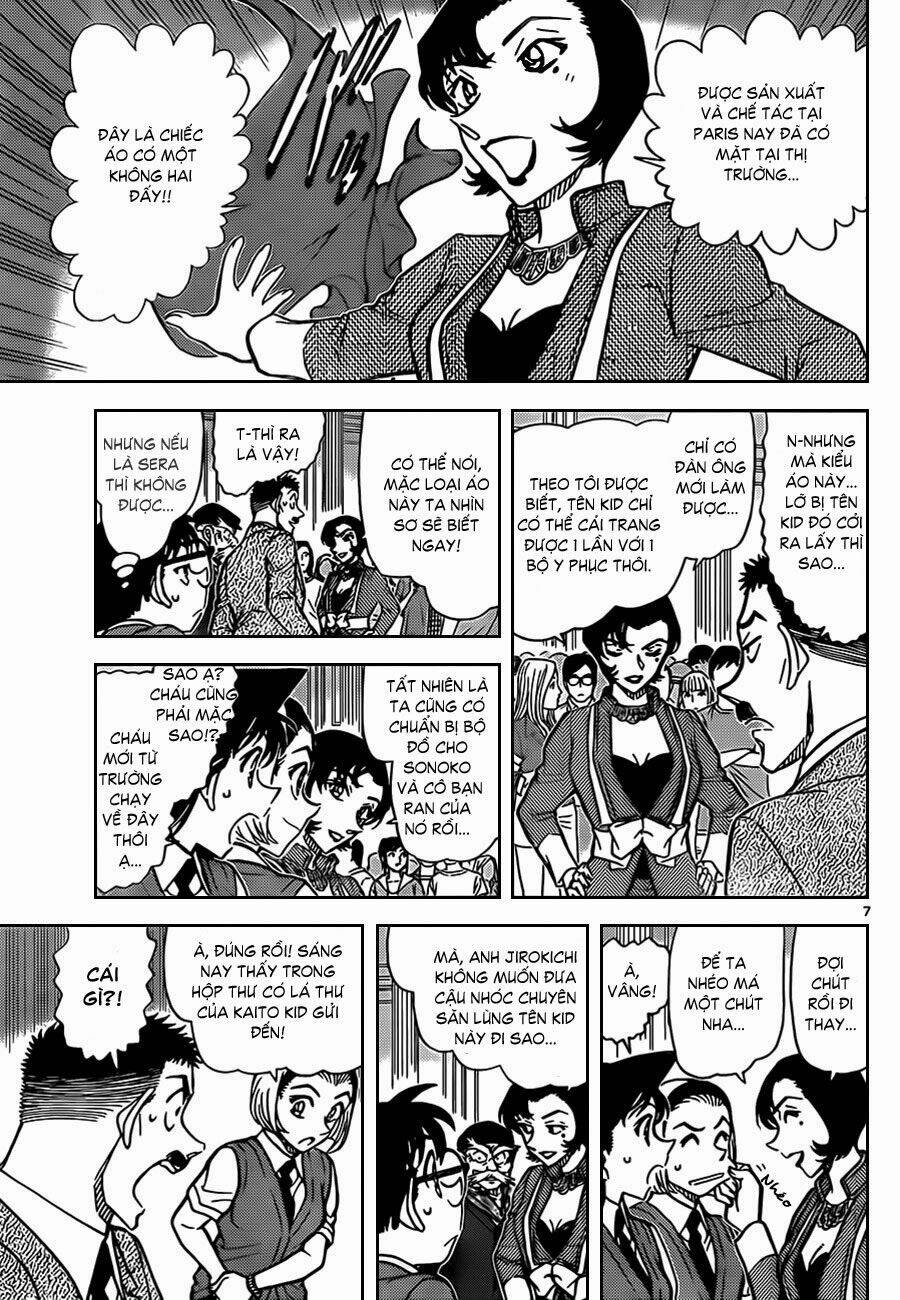 ĐƯỢC SẢN XUẤT
VÀ CHẾ TÁC TẠI
PARIS NAY ĐÃ CÓ
MẶT TẠI THỊ
TRƯỜNG...
ĐÂY LÀ CHIẾC
ÁO CÓ MỘT
KHÔNG HAI
ĐẤY!!
N-NHƯNG
MÀ KIỂU
ÁO NÀY...
LỠ BỊ TÊN
KID ĐÓ CỞI
RA LẤY THÌ
SAO...
CHỈ CÓ
ĐÀN ÔNG
MỚI LÀM
ĐƯỢC...
THEO TÔI ĐƯỢC
BIẾT, TÊN KID CHỈ
CÓ THỂ CẢI TRANG
ĐƯỢC 1 LẦN VỚI 1
BỘ Y PHỤC THÔI.
CÓ THỂ NÓI,
MẶC LOẠI ÁO
NÀY TA NHÌN
SƠ SẼ BIẾT
NGAY!
T-THÌ RA
LÀ VẬY!
NHƯNG NẾU
LÀ SERA
THÌ KHÔNG
ĐƯỢC...
TẤT NHIÊN LÀ
TA CŨNG CÓ
CHUẨN BỊ BỘ
ĐỒ CHO
SONOKO
VÀ CÔ BẠN
RAN CỦA
NÓ RỒI...
SAO Ạ?
CHÁU CŨNG
PHẢI MẶC
SAO!?
CHÁU
MỚI TỪ
TRƯỜNG
CHẠY
VỀ ĐÂY
THÔI
Ạ...
7
ĐỢI
CHÚT
RỒI ĐI
THAY...
ĐỂ TA
NHÉO MÁ
MỘT CHÚT
NHA...
À,
VÂNG!
Nhéo
MÀ, ANH JIROKICHI
KHÔNG MUỐN ĐƯA
CẬU NHÓC CHUYÊN
SĂN LÙNG TÊN KID
NÀY ĐI SAO...
À, ĐÚNG RỒI! SÁNG
NAY THẤY TRONG
HỘP THƯ CÓ LÁ THƯ
CỦA KAITO KID GỬI
ĐẾN!
CÁI
GÌ?!